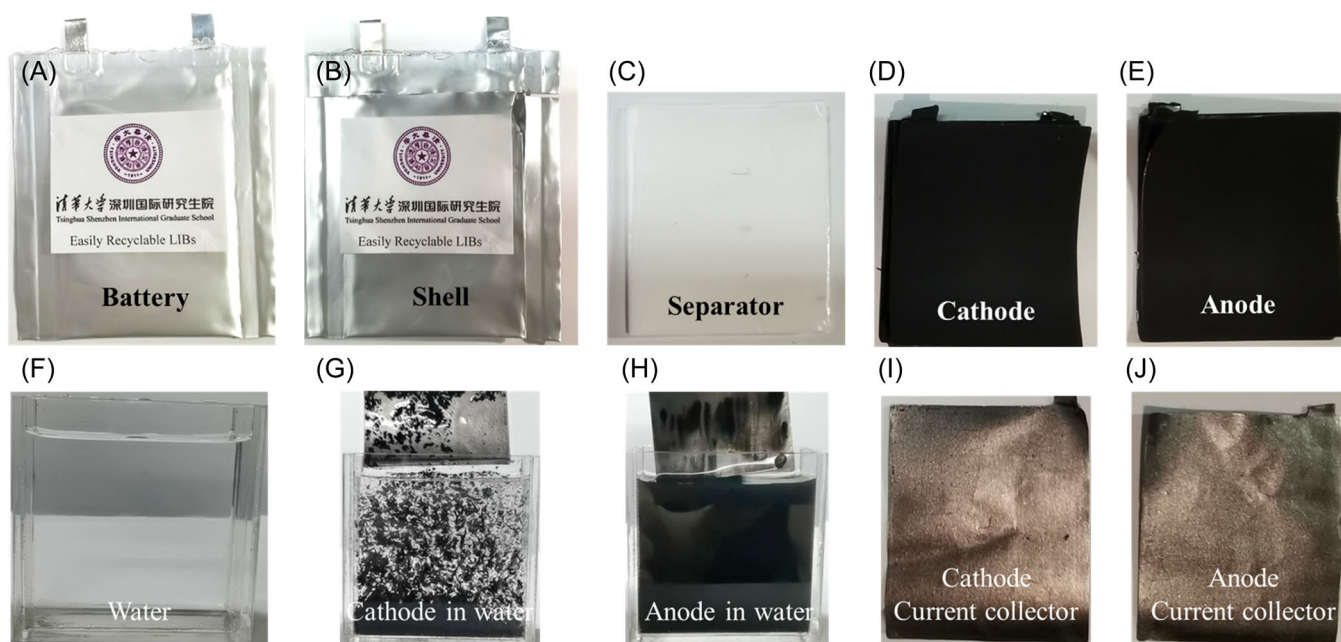 (A)
清華大学深圳国际研究生院
Tsinghua Shenzhen International Graduate School
Easily Recyclable LIBs
Battery
(B)
清華大学深圳国际研究生院
Tsinghua Shenzhen International Graduate School
Easily Recyclable LIBs
Shell
(C)
Separator
(D)
Cathode
(E)
Anode
(F)
Water
(G)
Cathode in water
(H)
Anode in water
(I)
Cathode
Current collector
(J)
Anode
Current collector